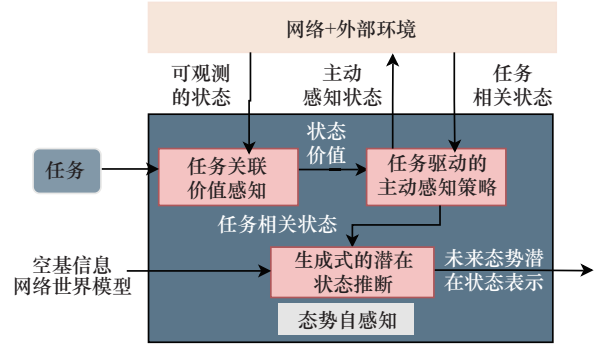 网络+外部环境
可观测
的状态
主动
感知状态
任务
相关状态
任务
任务关联
价值感知
状态
价值
任务驱动的
主动感知策略
任务相关状态
空基信息
网络世界模型
生成式的潜在
状态推断
未来态势潜
在状态表示
态势自感知